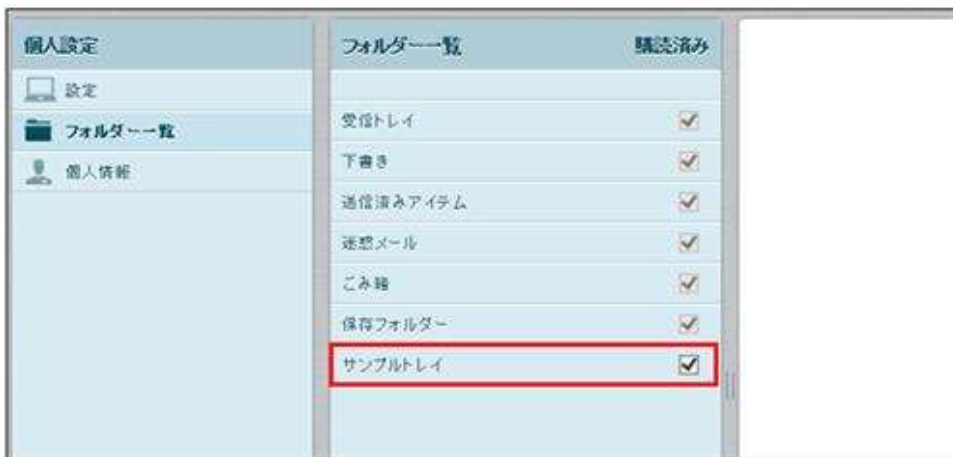 個人設定
設定
フォルダー一覧
個人情報
フォルダー一覧 購読済み
受信トレイ
下書き
送信済みアイテム
迷惑メール
ごみ箱
保存フォルダー
サンプルトレイ